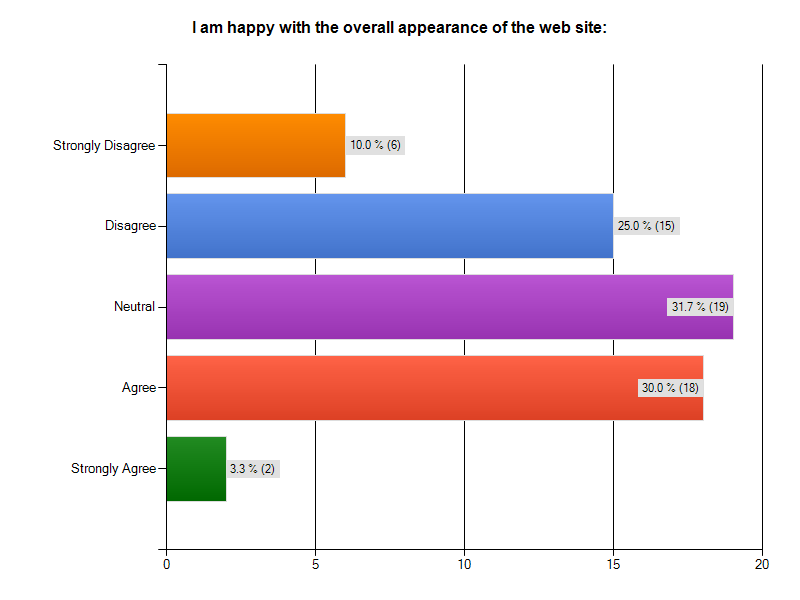 I am happy with the overall appearance of the web site:
Strongly Disagree
10.0 % (6)
Disagree
25.0 % (15)
Neutral
31.7 % (19)
Agree
30.0 % (18)
Strongly Agree
3.3 % (2)
0 5 10 15 20